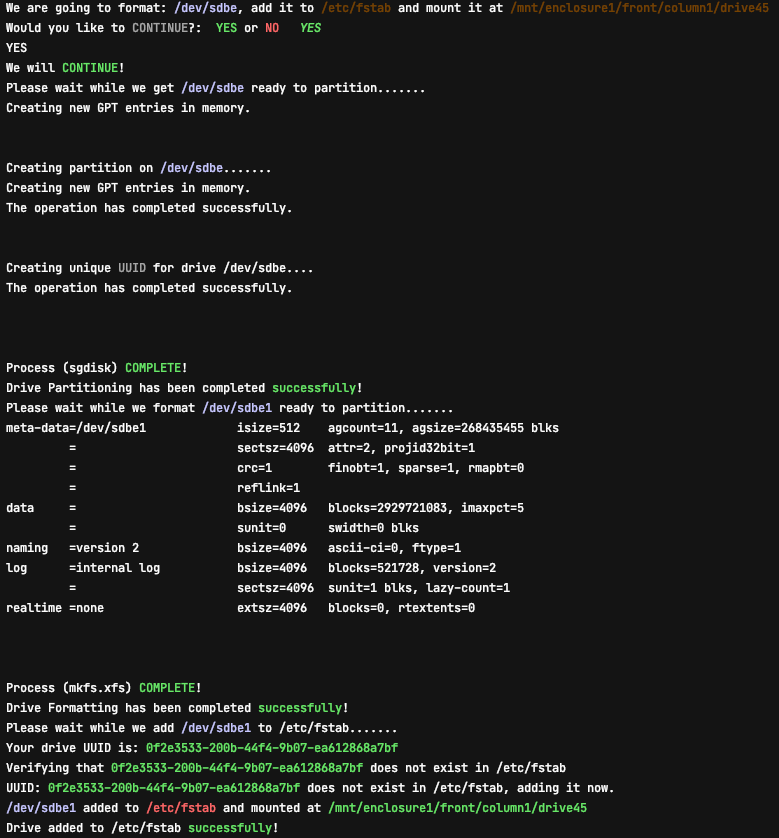 We are going to format: /dev/sdbe, add it to /etc/fstab and mount it at /mnt/enclosure1/front/column1/drive45
Would you like to CONTINUE?:  YES or NO   YES
YES
We will CONTINUE!
Please wait while we get /dev/sdbe ready to partition.......
Creating new GPT entries in memory.
Creating partition on /dev/sdbe.......
Creating new GPT entries in memory.
The operation has completed successfully.
Creating unique UUID for drive /dev/sdbe....
The operation has completed successfully.
Process (sgdisk) COMPLETE!
Drive Partitioning has been completed successfully!
Please wait while we format /dev/sdbe1 ready to partition.......
meta-data=/dev/sdbe1             isize=512    agcount=11, agsize=268435455 blks
         =                       sectsz=4096  attr=2, projid32bit=1
         =                       crc=1        finobt=1, sparse=1, rmapbt=0
         =                       reflink=1
data     =                       bsize=4096   blocks=2929721083, imaxpct=5
         =                       sunit=0      swidth=0 blks
naming   =version 2              bsize=4096   ascii-ci=0, ftype=1
log      =internal log           bsize=4096   blocks=521728, version=2
         =                       sectsz=4096  sunit=1 blks, lazy-count=1
realtime =none                   extsz=4096   blocks=0, rtextents=0
Process (mkfs.xfs) COMPLETE!
Drive Formatting has been completed successfully!
Please wait while we add /dev/sdbe1 to /etc/fstab.......
Your drive UUID is: 0f2e3533-200b-44f4-9b07-ea612868a7bf
Verifying that 0f2e3533-200b-44f4-9b07-ea612868a7bf does not exist in /etc/fstab
UUID: 0f2e3533-200b-44f4-9b07-ea612868a7bf does not exist in /etc/fstab, adding it now.
/dev/sdbe1 added to /etc/fstab and mounted at /mnt/enclosure1/front/column1/drive45
Drive added to /etc/fstab successfully!